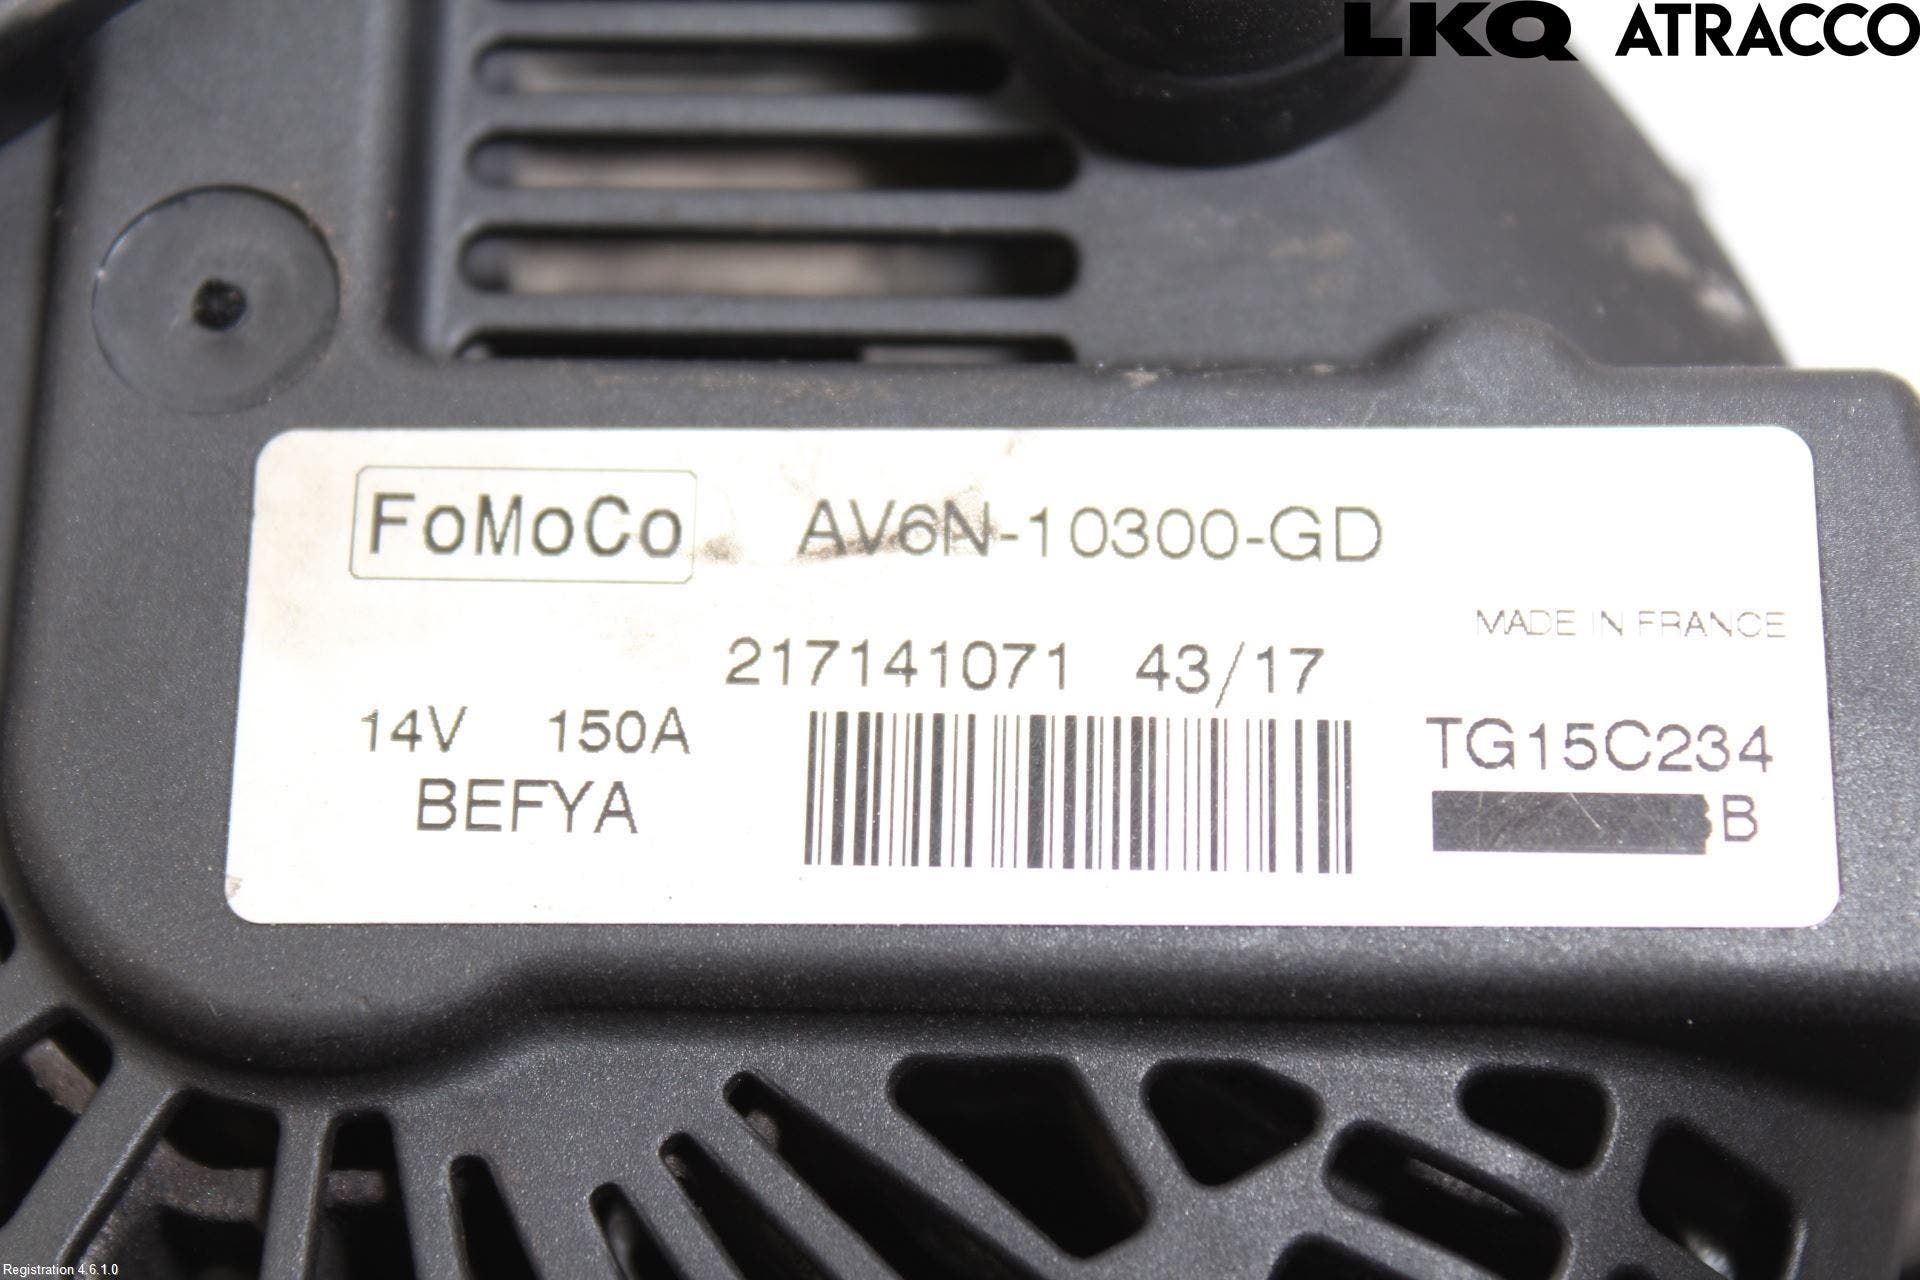 LKQ ATRACCO
FoMoCo AV6N-10300-GD
MADE IN FRANCE
217141071 43/17
14V 150A
TG15C234
BEFYA
B
Registration 4.6.1.0